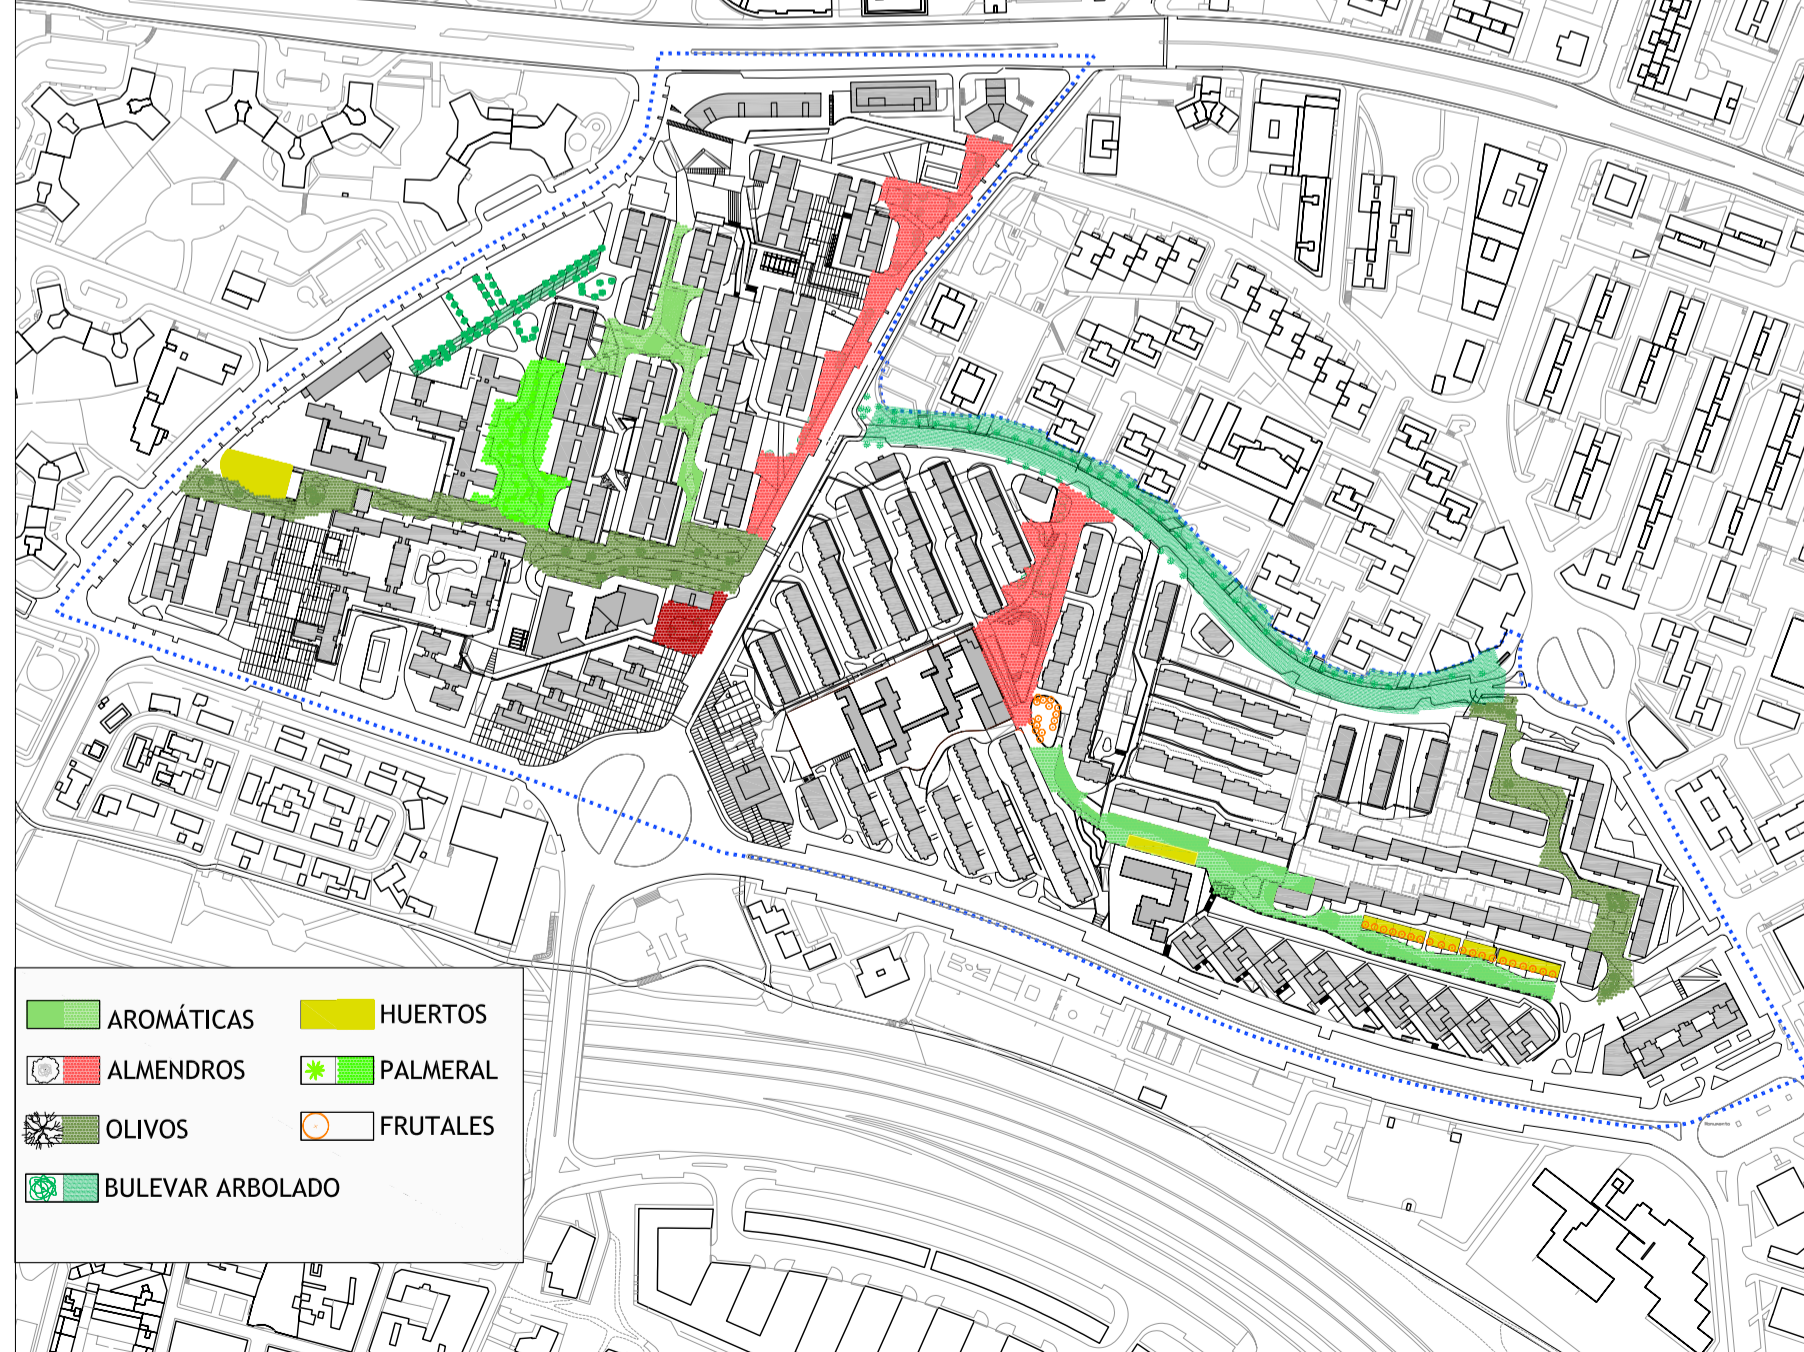 AROMÁTICAS
HUERTOS
ALMENDROS
PALMERAL
OLIVOS
FRUTALES
BULEVAR ARBOLADO